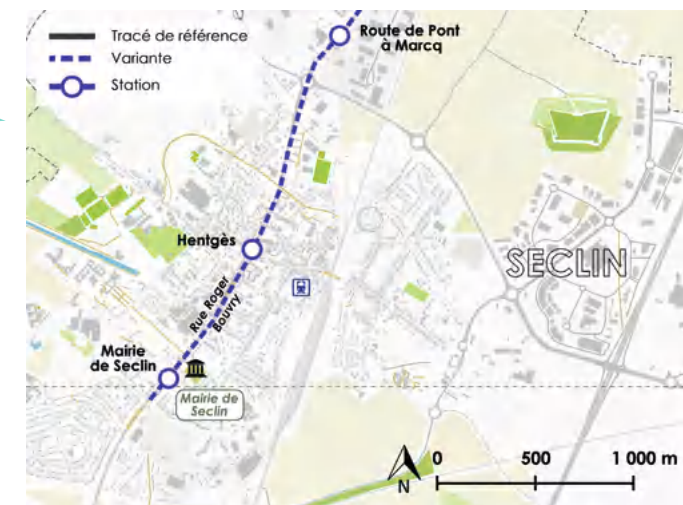 Tracé de référence
Variante
Station
Route de Pont
à Marcq
Hentgès
SECLIN
Rue Roger
Bouvry
Mairie
de Seclin
Mairie de
Seclin
N
0 500 1 000 m